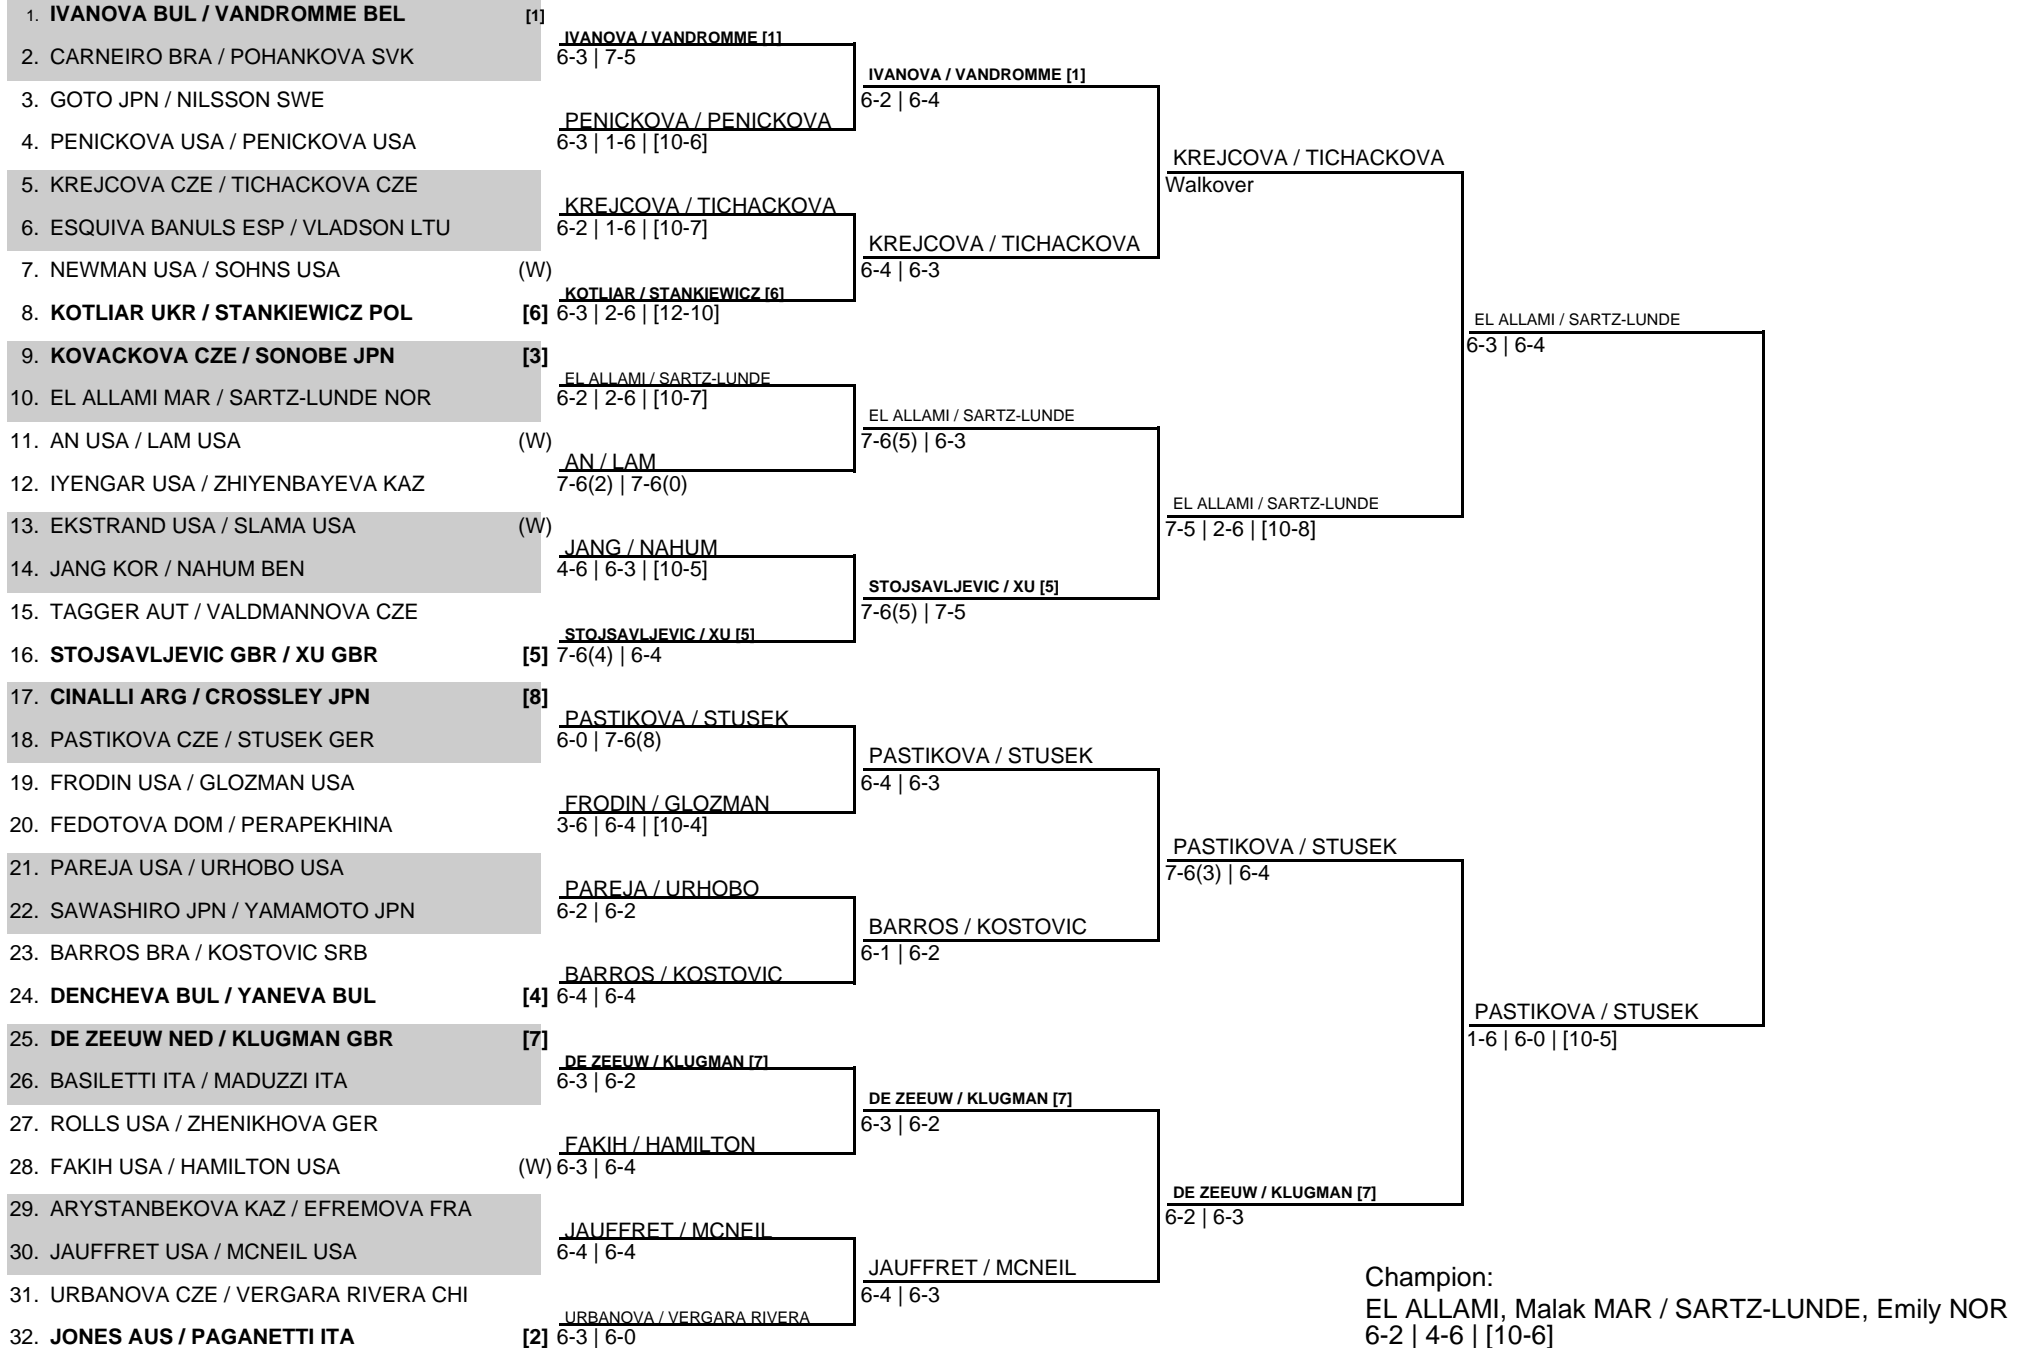 1. IVANOVA BUL / VANDROMME BEL [1]
2. CARNEIRO BRA / POHANKOVA SVK
3. GOTO JPN / NILSSON SWE
4. PENICKOVA USA / PENICKOVA USA
5. KREJCOVA CZE / TICHACKOVA CZE
6. ESQUIVA BANULS ESP / VLADSON LTU
7. NEWMAN USA / SOHNS USA (W)
8. KOTLIAR UKR / STANKIEWICZ POL [6]
9. KOVACKOVA CZE / SONOBE JPN [3]
10. EL ALLAMI MAR / SARTZ-LUNDE NOR
11. AN USA / LAM USA (W)
12. IYENGAR USA / ZHIYENBAYEVA KAZ
13. EKSTRAND USA / SLAMA USA (W)
14. JANG KOR / NAHUM BEN
15. TAGGER AUT / VALDMANNOVA CZE
16. STOJSAVLJEVIC GBR / XU GBR [5]
17. CINALLI ARG / CROSSLEY JPN [8]
18. PASTIKOVA CZE / STUSEK GER
19. FRODIN USA / GLOZMAN USA
20. FEDOTOVA DOM / PERAPEKHINA
21. PAREJA USA / URHOBO USA
22. SAWASHIRO JPN / YAMAMOTO JPN
23. BARROS BRA / KOSTOVIC SRB
24. DENCHEVA BUL / YANEVA BUL [4]
25. DE ZEEUW NED / KLUGMAN GBR [7]
26. BASILETTI ITA / MADUZZI ITA
27. ROLLS USA / ZHENIKHOVA GER
28. FAKIH USA / HAMILTON USA (W)
29. ARYSTANBEKOVA KAZ / EFREMOVA FRA
30. JAUFFRET USA / MCNEIL USA
31. URBANOVA CZE / VERGARA RIVERA CHI
32. JONES AUS / PAGANETTI ITA [2]
IVANOVA / VANDROMME [1]
6-3 | 7-5
PENICKOVA / PENICKOVA
6-3 | 1-6 | [10-6]
KREJCOVA / TICHACKOVA
6-2 | 1-6 | [10-7]
KOTLIAR / STANKIEWICZ [6]
6-3 | 2-6 | [12-10]
EL ALLAMI / SARTZ-LUNDE
6-2 | 2-6 | [10-7]
AN / LAM
7-6(2) | 7-6(0)
JANG / NAHUM
4-6 | 6-3 | [10-5]
STOJSAVLJEVIC / XU [5]
7-6(4) | 6-4
PASTIKOVA / STUSEK
6-0 | 7-6(8)
FRODIN / GLOZMAN
3-6 | 6-4 | [10-4]
PAREJA / URHOBO
6-2 | 6-2
BARROS / KOSTOVIC
6-4 | 6-4
DE ZEEUW / KLUGMAN [7]
6-3 | 6-2
FAKIH / HAMILTON
6-3 | 6-4
JAUFFRET / MCNEIL
6-4 | 6-4
URBANOVA / VERGARA RIVERA
6-3 | 6-0
IVANOVA / VANDROMME [1]
6-2 | 6-4
KREJCOVA / TICHACKOVA
6-4 | 6-3
EL ALLAMI / SARTZ-LUNDE
7-6(5) | 6-3
STOJSAVLJEVIC / XU [5]
7-6(5) | 7-5
PASTIKOVA / STUSEK
6-4 | 6-3
BARROS / KOSTOVIC
6-1 | 6-2
DE ZEEUW / KLUGMAN [7]
6-3 | 6-2
JAUFFRET / MCNEIL
6-4 | 6-3
KREJCOVA / TICHACKOVA
Walkover
EL ALLAMI / SARTZ-LUNDE
7-5 | 2-6 | [10-8]
PASTIKOVA / STUSEK
7-6(3) | 6-4
DE ZEEUW / KLUGMAN [7]
6-2 | 6-3
EL ALLAMI / SARTZ-LUNDE
6-3 | 6-4
PASTIKOVA / STUSEK
1-6 | 6-0 | [10-5]
Champion:
EL ALLAMI, Malak MAR / SARTZ-LUNDE, Emily NOR
6-2 | 4-6 | [10-6]